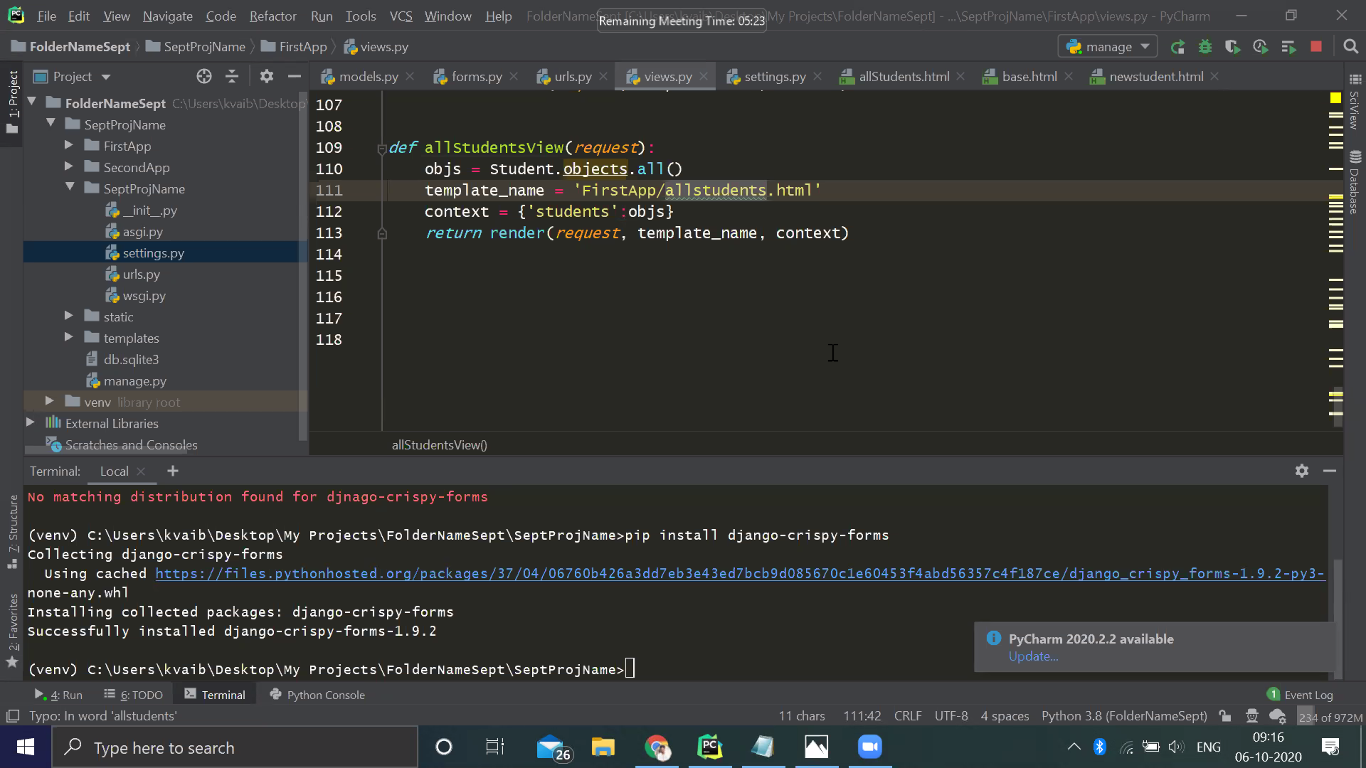 File Edit View Navigate Code Refactor Run Tools VCS Window Help
...\SeptProjName\FirstApp\views.py - PyCharm
Remaining Meeting Time: 05:23
FolderNameSept SeptProjName FirstApp views.py
manage
Project
models.py forms.py urls.py views.py settings.py allStudents.html base.html newstudent.html
1: Project
SciView
Database
7: Structure
2: Favorites
FolderNameSept C:\Users\kvaib\Desktop
SeptProjName
FirstApp
SecondApp
SeptProjName
__init__.py
asgi.py
settings.py
urls.py
wsgi.py
static
templates
db.sqlite3
manage.py
venv library root
External Libraries
Scratches and Consoles
107
108
109 def allStudentsView(request):
110 objs = Student.objects.all()
111 template_name = 'FirstApp/allstudents.html'
112 context = {'students':objs}
113 return render(request, template_name, context)
114
115
116
117
118
allStudentsView()
Terminal: Local
No matching distribution found for djnago-crispy-forms
(venv) C:\Users\kvaib\Desktop\My Projects\FolderNameSept\SeptProjName>pip install django-crispy-forms
Collecting django-crispy-forms
Using cached https://files.pythonhosted.org/packages/37/04/06760b426a3dd7eb3e43ed7bcb9d085670c1e60453f4abd56357c4f187ce/django_crispy_forms-1.9.2-py3-
none-any.whl
Installing collected packages: django-crispy-forms
Successfully installed django-crispy-forms-1.9.2
(venv) C:\Users\kvaib\Desktop\My Projects\FolderNameSept\SeptProjName>
PyCharm 2020.2.2 available
Update...
4: Run 6: TODO Terminal Python Console
1 Event Log
Typo: In word 'allstudents'
11 chars 111:42 CRLF UTF-8 4 spaces Python 3.8 (FolderNameSept) 234 of 972M
Type here to search
26
ENG
09:16
06-10-2020